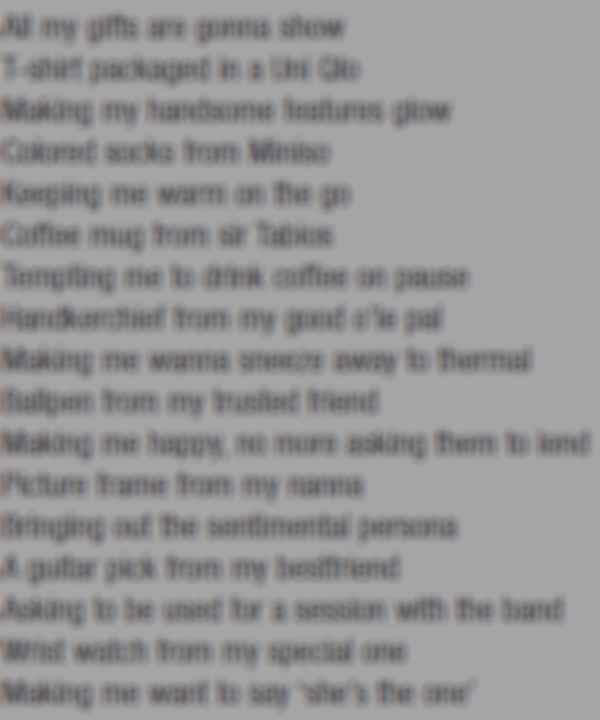 All my gifts are gonna show
T-shirt packaged in a Uni Qlo
Making my handsome features glow
Colored socks from Miniso
Keeping me warm on the go
Coffee mug from sir Tabios
Tempting me to drink coffee on pause
Handkerchief from my good o'le pal
Making me wanna sneeze away to thermal
Ballpen from my trusted friend
Making me happy, no more asking them to lend
Picture frame from my nanna
Bringing out the sentimental persona
A guitar pick from my bestfriend
Asking to be used for a session with the band
Wrist watch from my special one
Making me want to say 'she's the one'